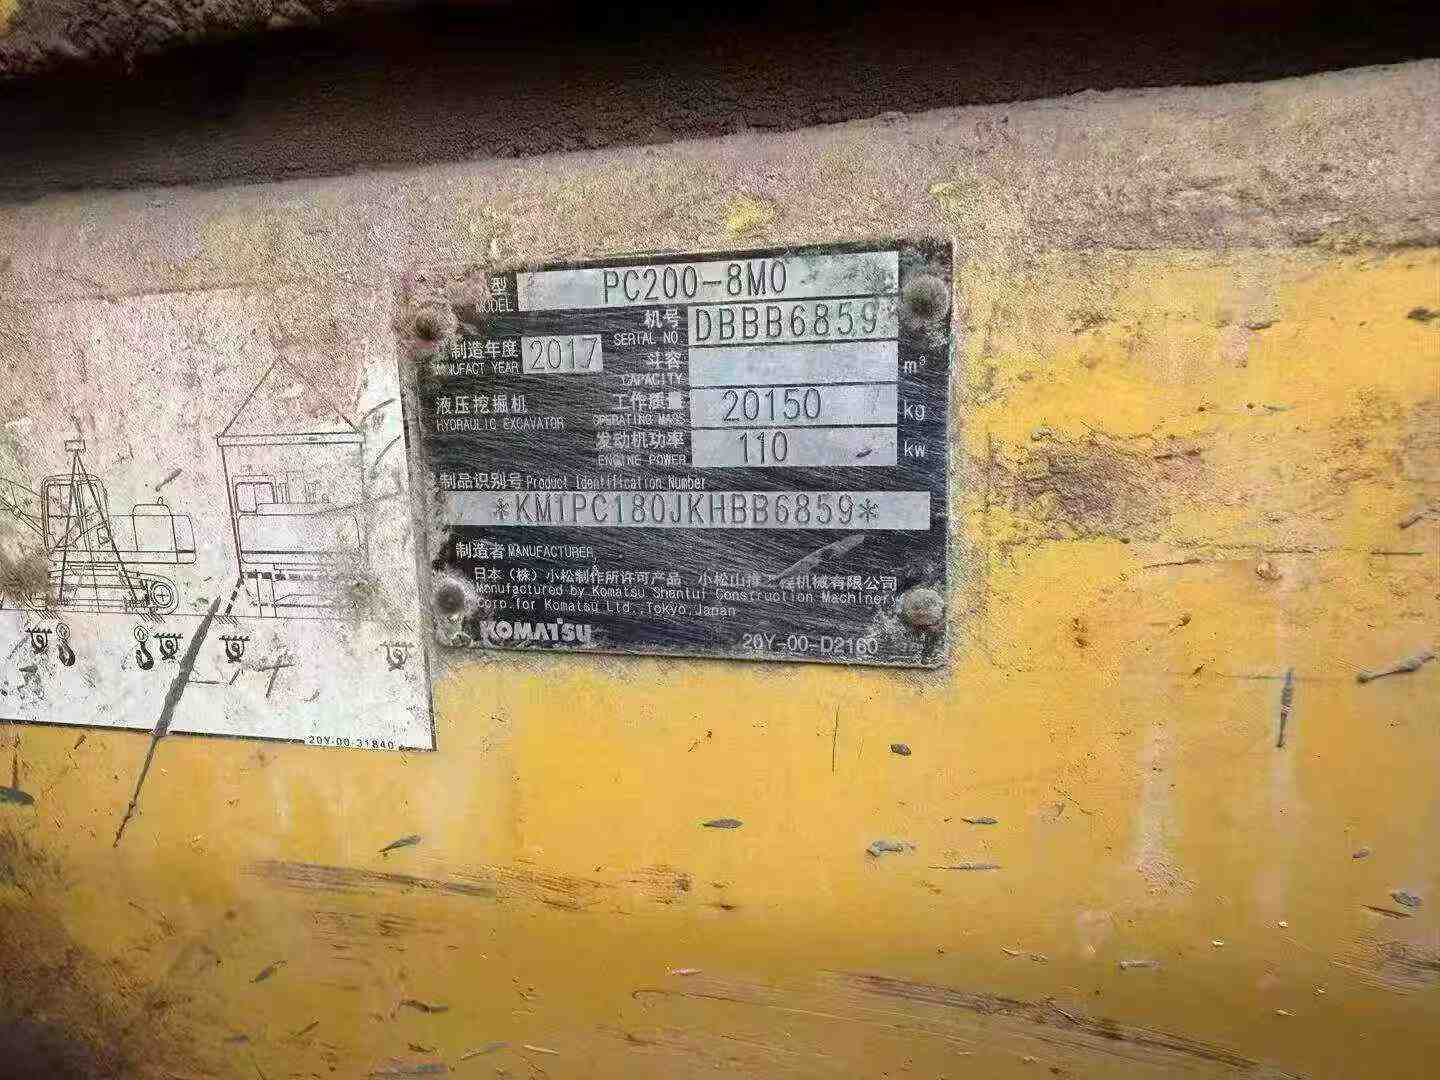 型 PC200-8M0
MODEL
机号 DBBB6859
SERIAL NO
制造年度 2017
MANUFACT YEAR
斗容 m³
CAPACITY
液压挖掘机
HYDRAULIC EXCAVATOR
工作质量 20150 kg
OPERATING MASS
发动机功率 110 kw
ENGINE POWER
制品识别号 Product Identification Number
*KMTPC180JKHBB6859*
制造者 MANUFACTURER
日本(株)小松制作所许可产品 小松山推 机械有限公司
Manufactured by Komatsu Shantui Construction Machinery
Corp.for Komatsu Ltd.,Tokyo,Japan
KOMATSU 20Y-00-D2160
20Y-00-31840